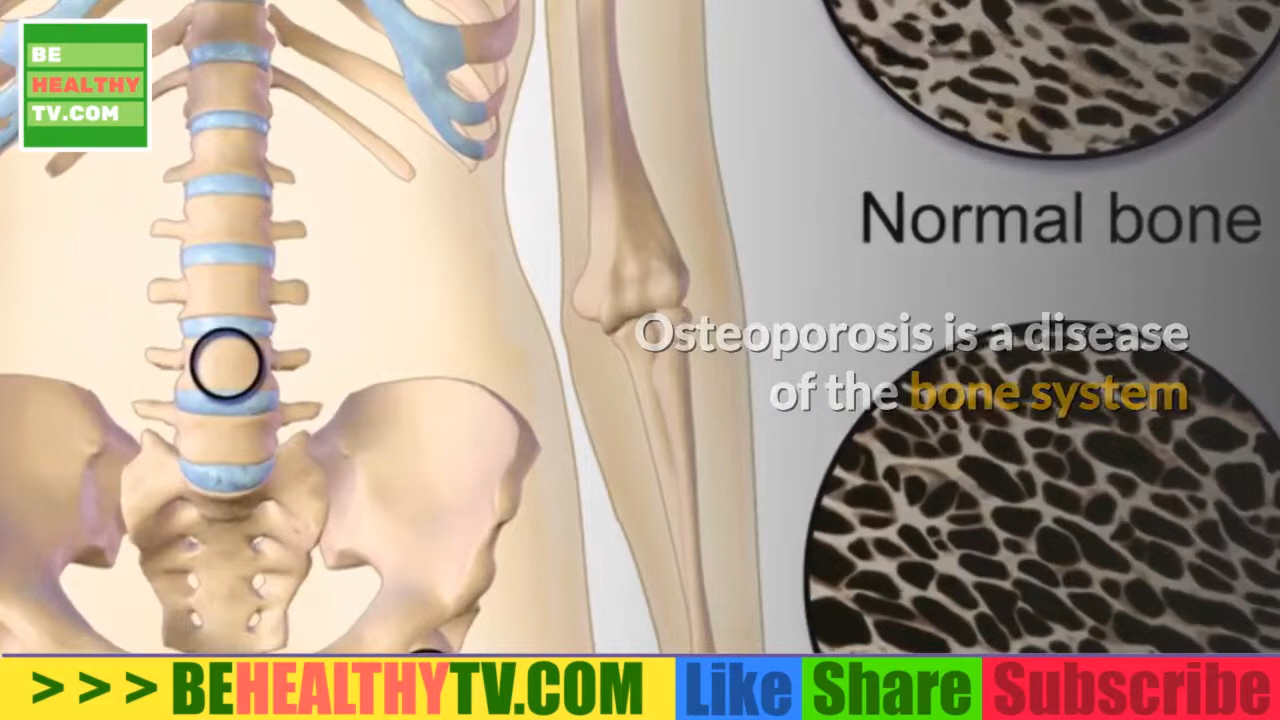 BE
HEALTHY
TV.COM
Normal bone
Osteoporosis is a disease
of the bone system
> > > BEHEALTHYTV.COM Like Share Subscribe